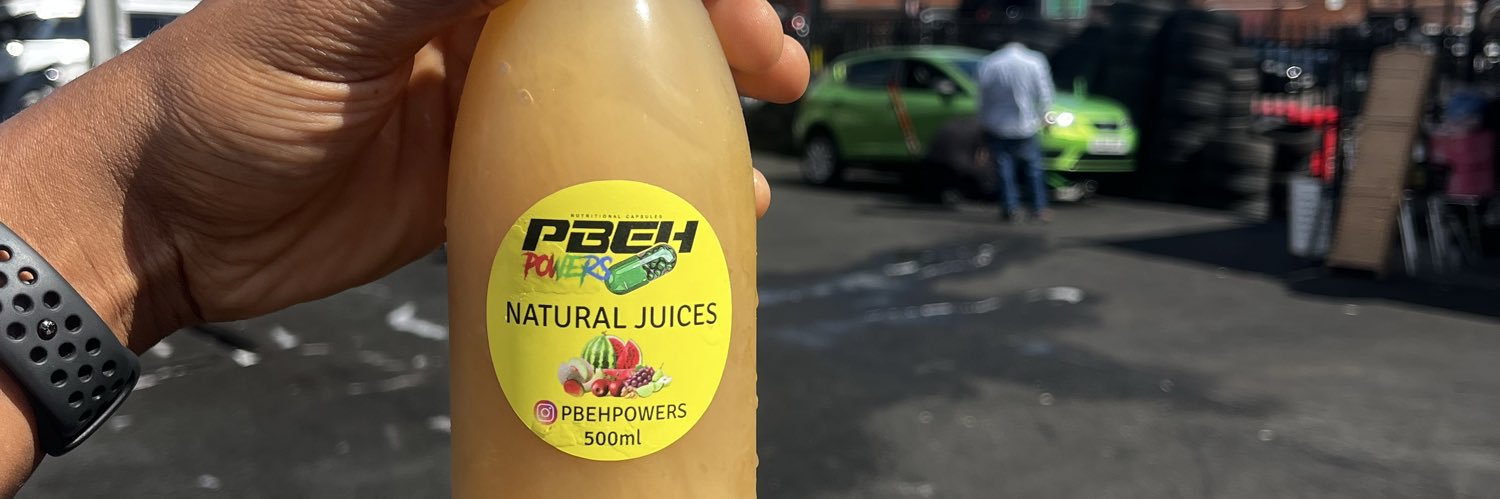 NUTRITIONAL CAPSULES
PBEH
POWERS
NATURAL JUICES
PBEHPOWERS
500ml